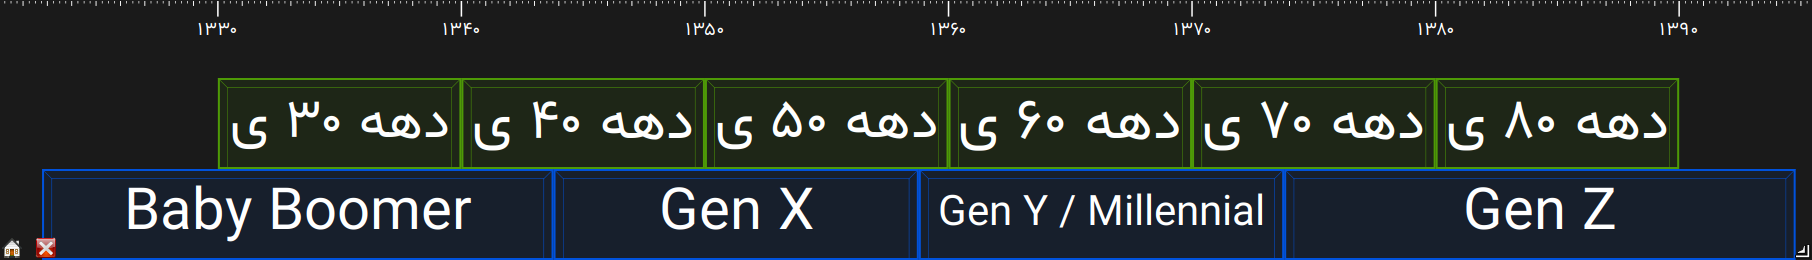 ۱۳۳۰ ۱۳۴۰ ۱۳۵۰ ۱۳۶۰ ۱۳۷۰ ۱۳۸۰ ۱۳۹۰
دهه ۳۰ ی دهه ۴۰ ی دهه ۵۰ ی دهه ۶۰ ی دهه ۷۰ ی دهه ۸۰ ی
Baby Boomer Gen X Gen Y / Millennial Gen Z